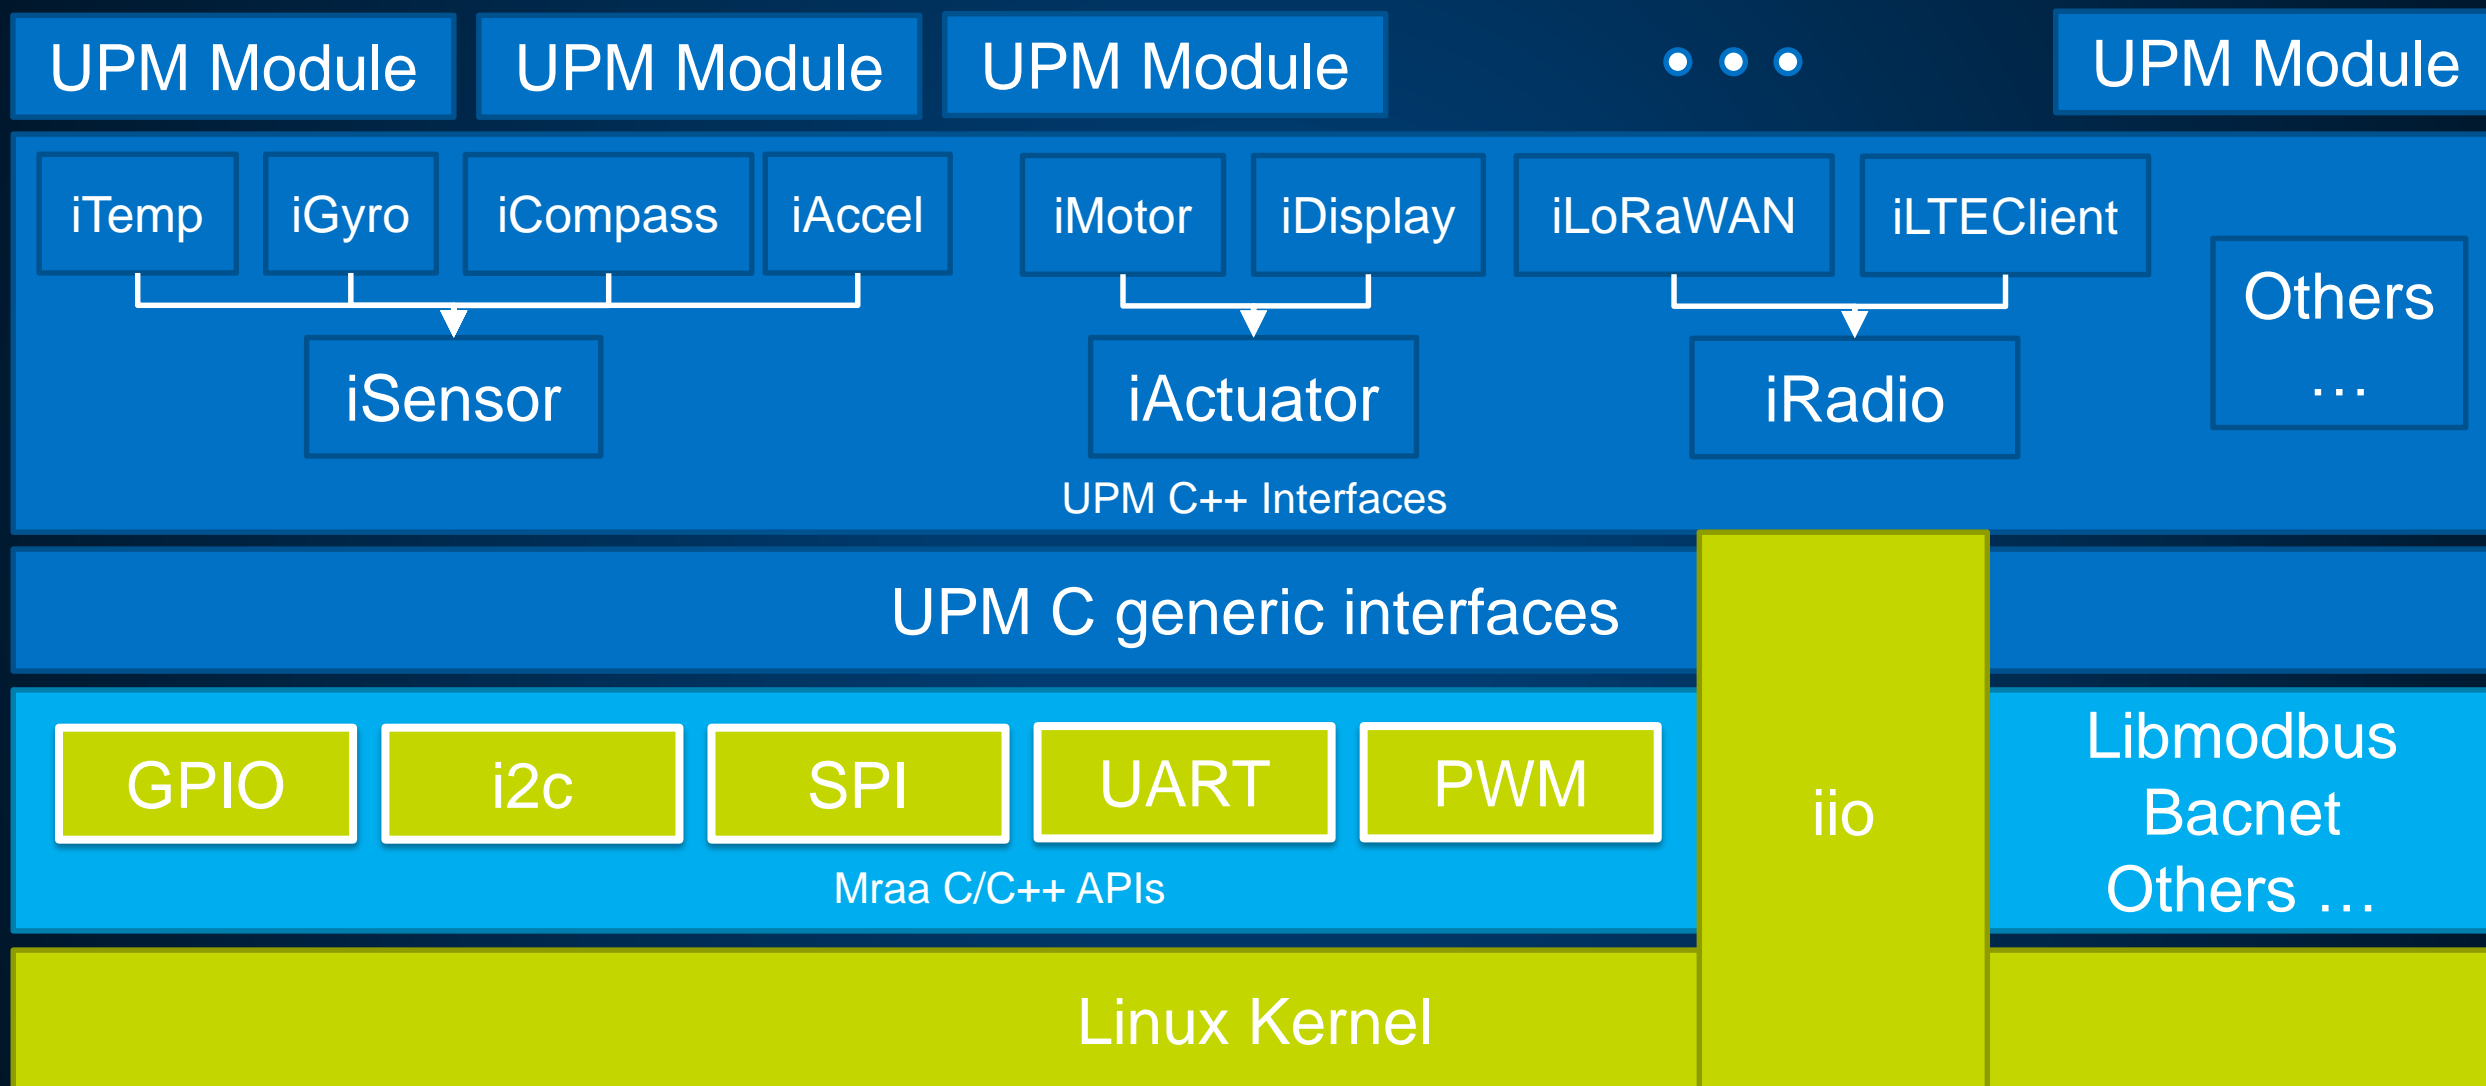 UPM Module
UPM Module
UPM Module
UPM Module
iTemp
iGyro
iCompass
iAccel
iMotor
iDisplay
iLoRaWAN
iLTEClient
Others
…
iSensor
iActuator
iRadio
UPM C++ Interfaces
UPM C generic interfaces
GPIO
i2c
SPI
UART
PWM
Mraa C/C++ APIs
iio
Libmodbus
Bacnet
Others …
Linux Kernel